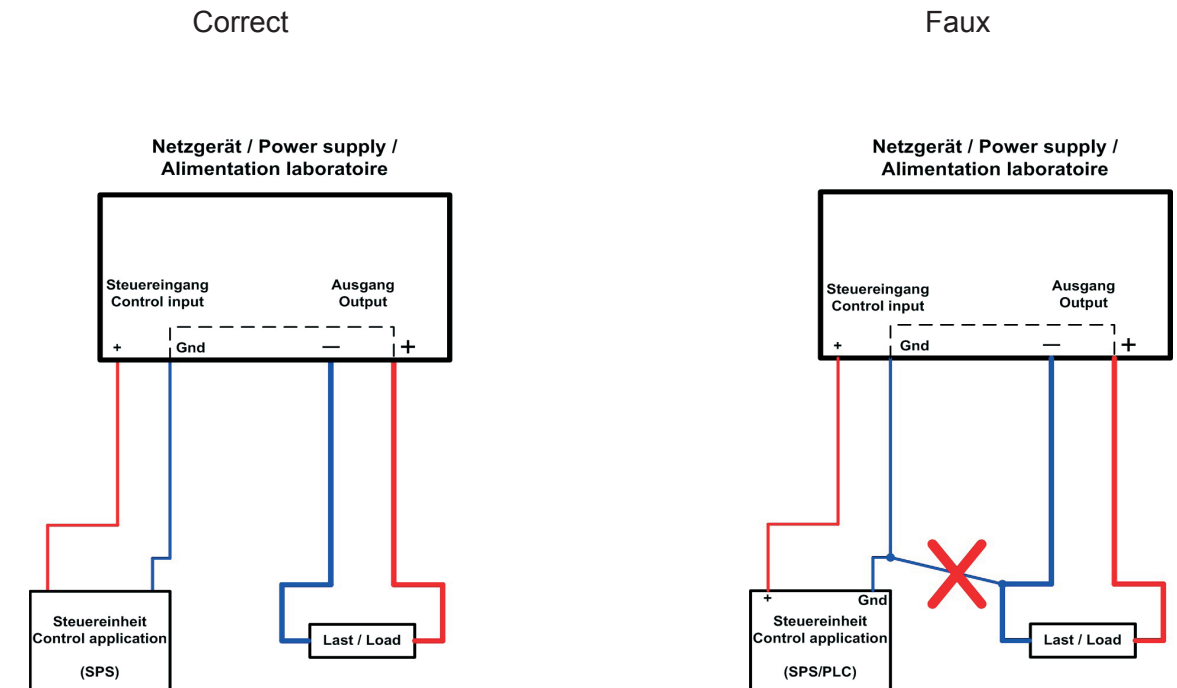 Correct
Netzgerät / Power supply /
Alimentation laboratoire
Steuereingang
Control input
Ausgang
Output
+
Gnd
—
+
Steuereinheit
Control application
(SPS)
Last / Load
Faux
Netzgerät / Power supply /
Alimentation laboratoire
Steuereingang
Control input
Ausgang
Output
+
Gnd
—
+
+
Gnd
Steuereinheit
Control application
(SPS/PLC)
Last / Load